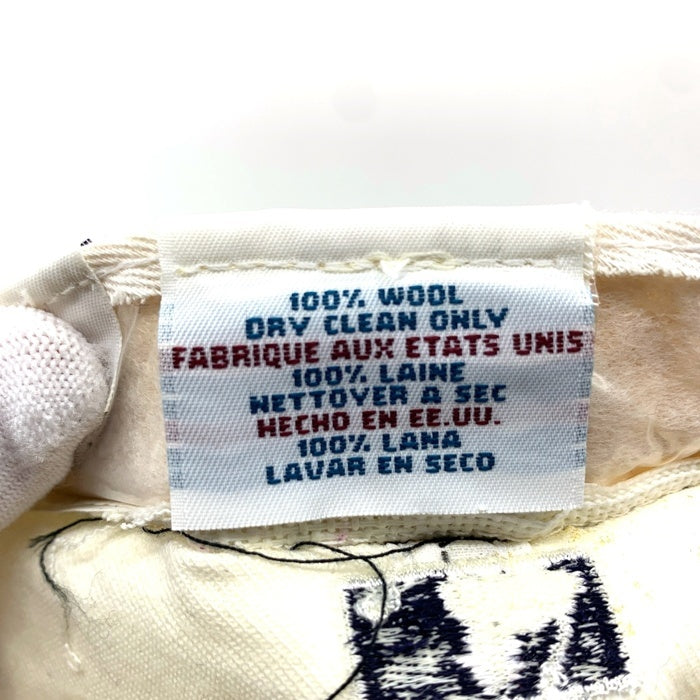 100% WOOL
DRY CLEAN ONLY
FABRIQUE AUX ETATS UNIS
100% LAINE
NETTOYER A SEC
HECHO EN EE.UU.
100% LANA
LAVAR EN SECO